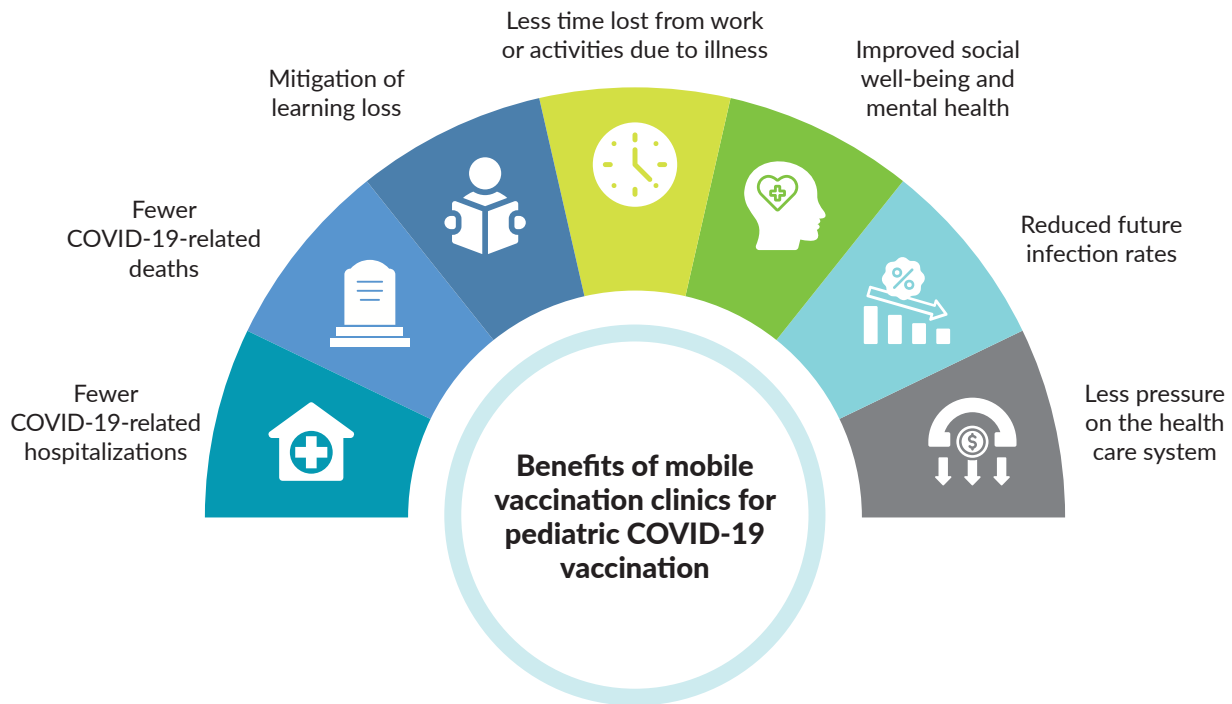 Less time lost from work
or activities due to illness
Mitigation of
learning loss
Improved social
well-being and
mental health
Fewer
COVID-19-related
deaths
Reduced future
infection rates
Fewer
COVID-19-related
hospitalizations
Less pressure
on the health
care system
%
$
Benefits of mobile
vaccination clinics for
pediatric COVID-19
vaccination